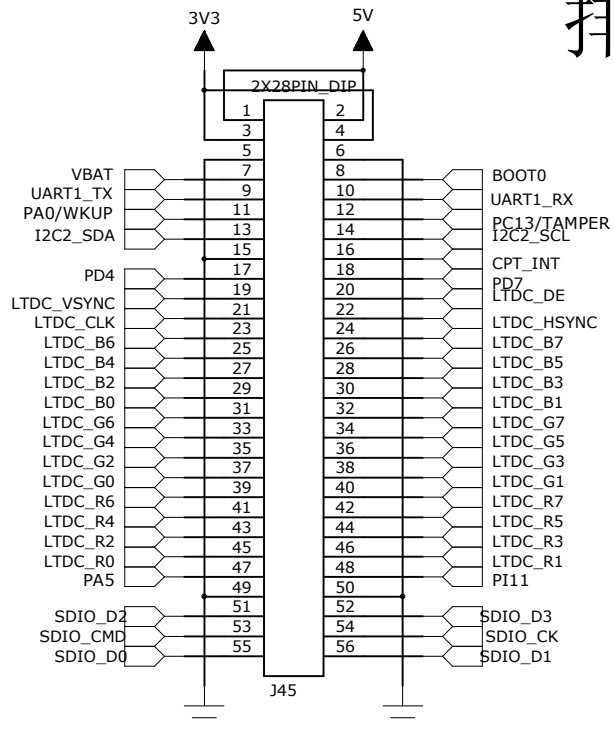 3V3 5V
2X28PIN_DIP
1 2
3 4
5 6
VBAT 7 8 BOOT0
UART1_TX 9 10 UART1_RX
PA0/WKUP 11 12 PC13/TAMPER
I2C2_SDA 13 14 I2C2_SCL
15 16 CPT_INT
PD4 17 18 PD7
LTDC_VSYNC 19 20 LTDC_DE
LTDC_CLK 21 22 LTDC_HSYNC
LTDC_B6 23 24 LTDC_B7
LTDC_B4 25 26 LTDC_B5
LTDC_B2 27 28 LTDC_B3
LTDC_B0 29 30 LTDC_B1
LTDC_G6 31 32 LTDC_G7
LTDC_G4 33 34 LTDC_G5
LTDC_G2 35 36 LTDC_G3
LTDC_G0 37 38 LTDC_G1
LTDC_R6 39 40 LTDC_R7
LTDC_R4 41 42 LTDC_R5
LTDC_R2 43 44 LTDC_R3
LTDC_R0 45 46 LTDC_R1
PA5 47 48 PI11
49 50
SDIO_D2 51 52 SDIO_D3
SDIO_CMD 53 54 SDIO_CK
SDIO_D0 55 56 SDIO_D1
J45